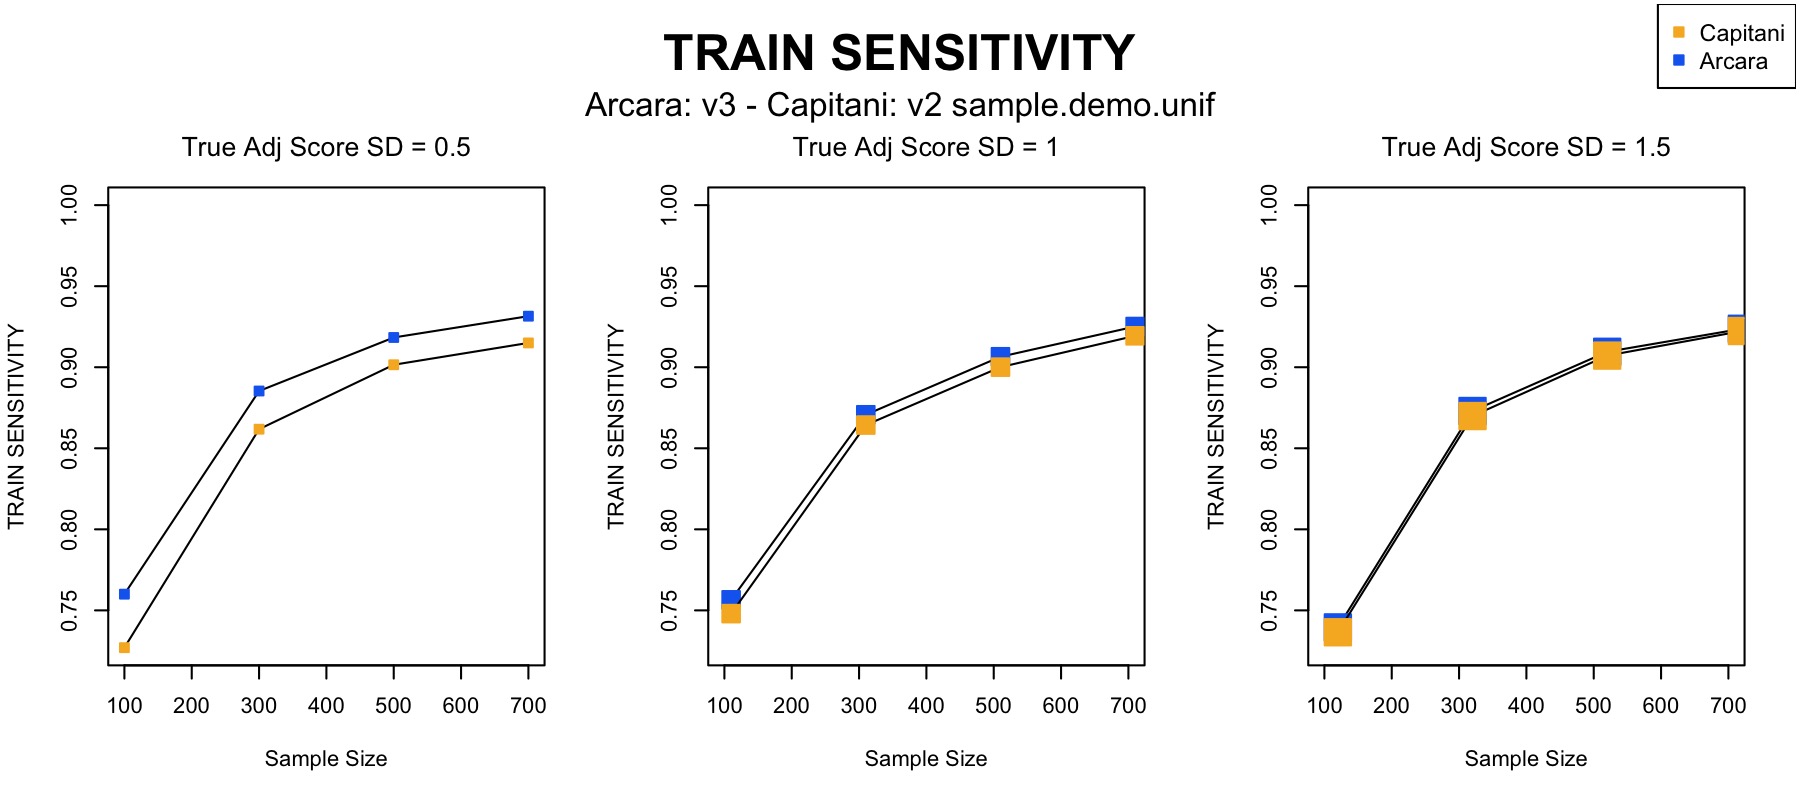 TRAIN SENSITIVITY
Arcara: v3 - Capitani: v2 sample.demo.unif
Capitani
Arcara
True Adj Score SD = 0.5
TRAIN SENSITIVITY
1.00
0.95
0.90
0.85
0.80
0.75
100 200 300 400 500 600 700
Sample Size
True Adj Score SD = 1
TRAIN SENSITIVITY
1.00
0.95
0.90
0.85
0.80
0.75
100 200 300 400 500 600 700
Sample Size
True Adj Score SD = 1.5
TRAIN SENSITIVITY
1.00
0.95
0.90
0.85
0.80
0.75
100 200 300 400 500 600 700
Sample Size